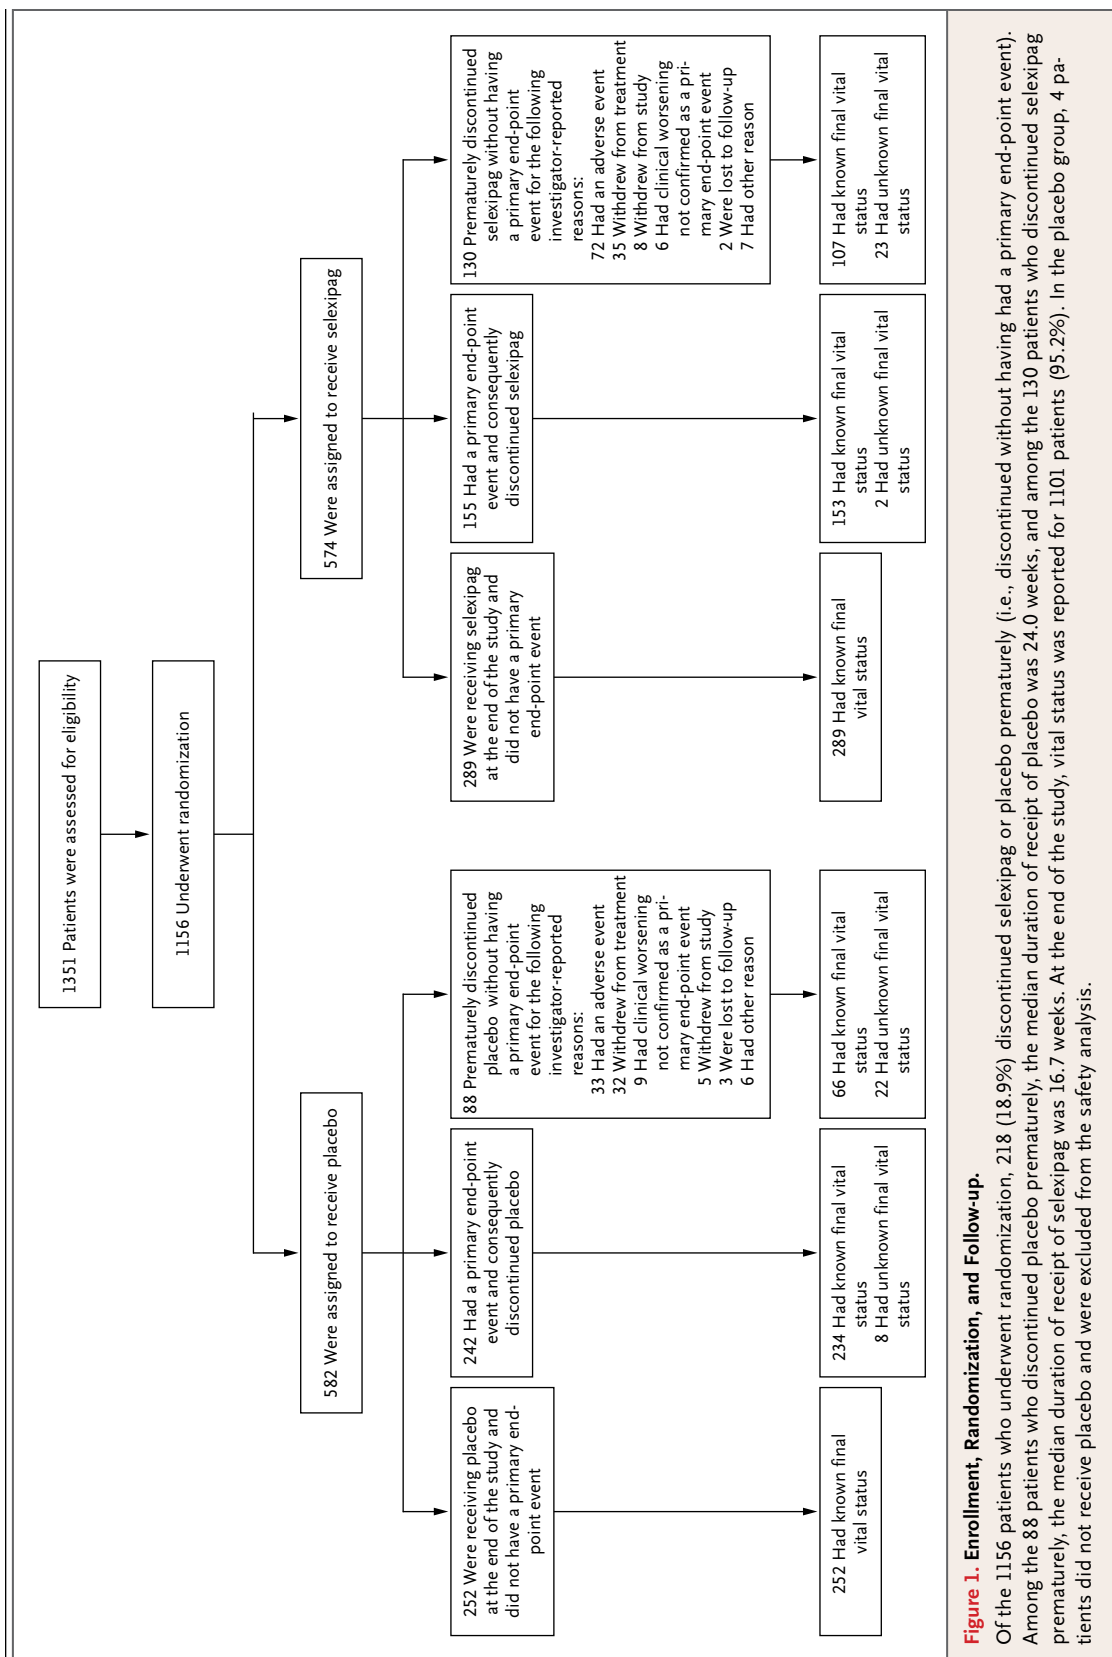 1351 Patients were assessed for eligibility
1156 Underwent randomization
582 Were assigned to receive placebo
574 Were assigned to receive selexipag
252 Were receiving placebo
at the end of the study and
did not have a primary end-
point event
242 Had a primary end-point
event and consequently
discontinued placebo
88 Prematurely discontinued
placebo without having
a primary end-point
event for the following
investigator-reported
reasons:
33 Had an adverse event
32 Withdrew from treatment
9 Had clinical worsening
not confirmed as a pri-
mary end-point event
5 Withdrew from study
3 Were lost to follow-up
6 Had other reason
289 Were receiving selexipag
at the end of the study and
did not have a primary
end-point event
155 Had a primary end-point
event and consequently
discontinued selexipag
130 Prematurely discontinued
selexipag without having
a primary end-point
event for the following
investigator-reported
reasons:
72 Had an adverse event
35 Withdrew from treatment
8 Withdrew from study
6 Had clinical worsening
not confirmed as a pri-
mary end-point event
2 Were lost to follow-up
7 Had other reason
252 Had known final
vital status
234 Had known final vital
status
8 Had unknown final vital
status
66 Had known final vital
status
22 Had unknown final vital
status
289 Had known final
vital status
153 Had known final vital
status
2 Had unknown final vital
status
107 Had known final vital
status
23 Had unknown final vital
status
Figure 1. Enrollment, Randomization, and Follow-up.
Of the 1156 patients who underwent randomization, 218 (18.9%) discontinued selexipag or placebo prematurely (i.e., discontinued without having had a primary end-point event).
Among the 88 patients who discontinued placebo prematurely, the median duration of receipt of placebo was 24.0 weeks, and among the 130 patients who discontinued selexipag
prematurely, the median duration of receipt of selexipag was 16.7 weeks. At the end of the study, vital status was reported for 1101 patients (95.2%). In the placebo group, 4 pa-
tients did not receive placebo and were excluded from the safety analysis.